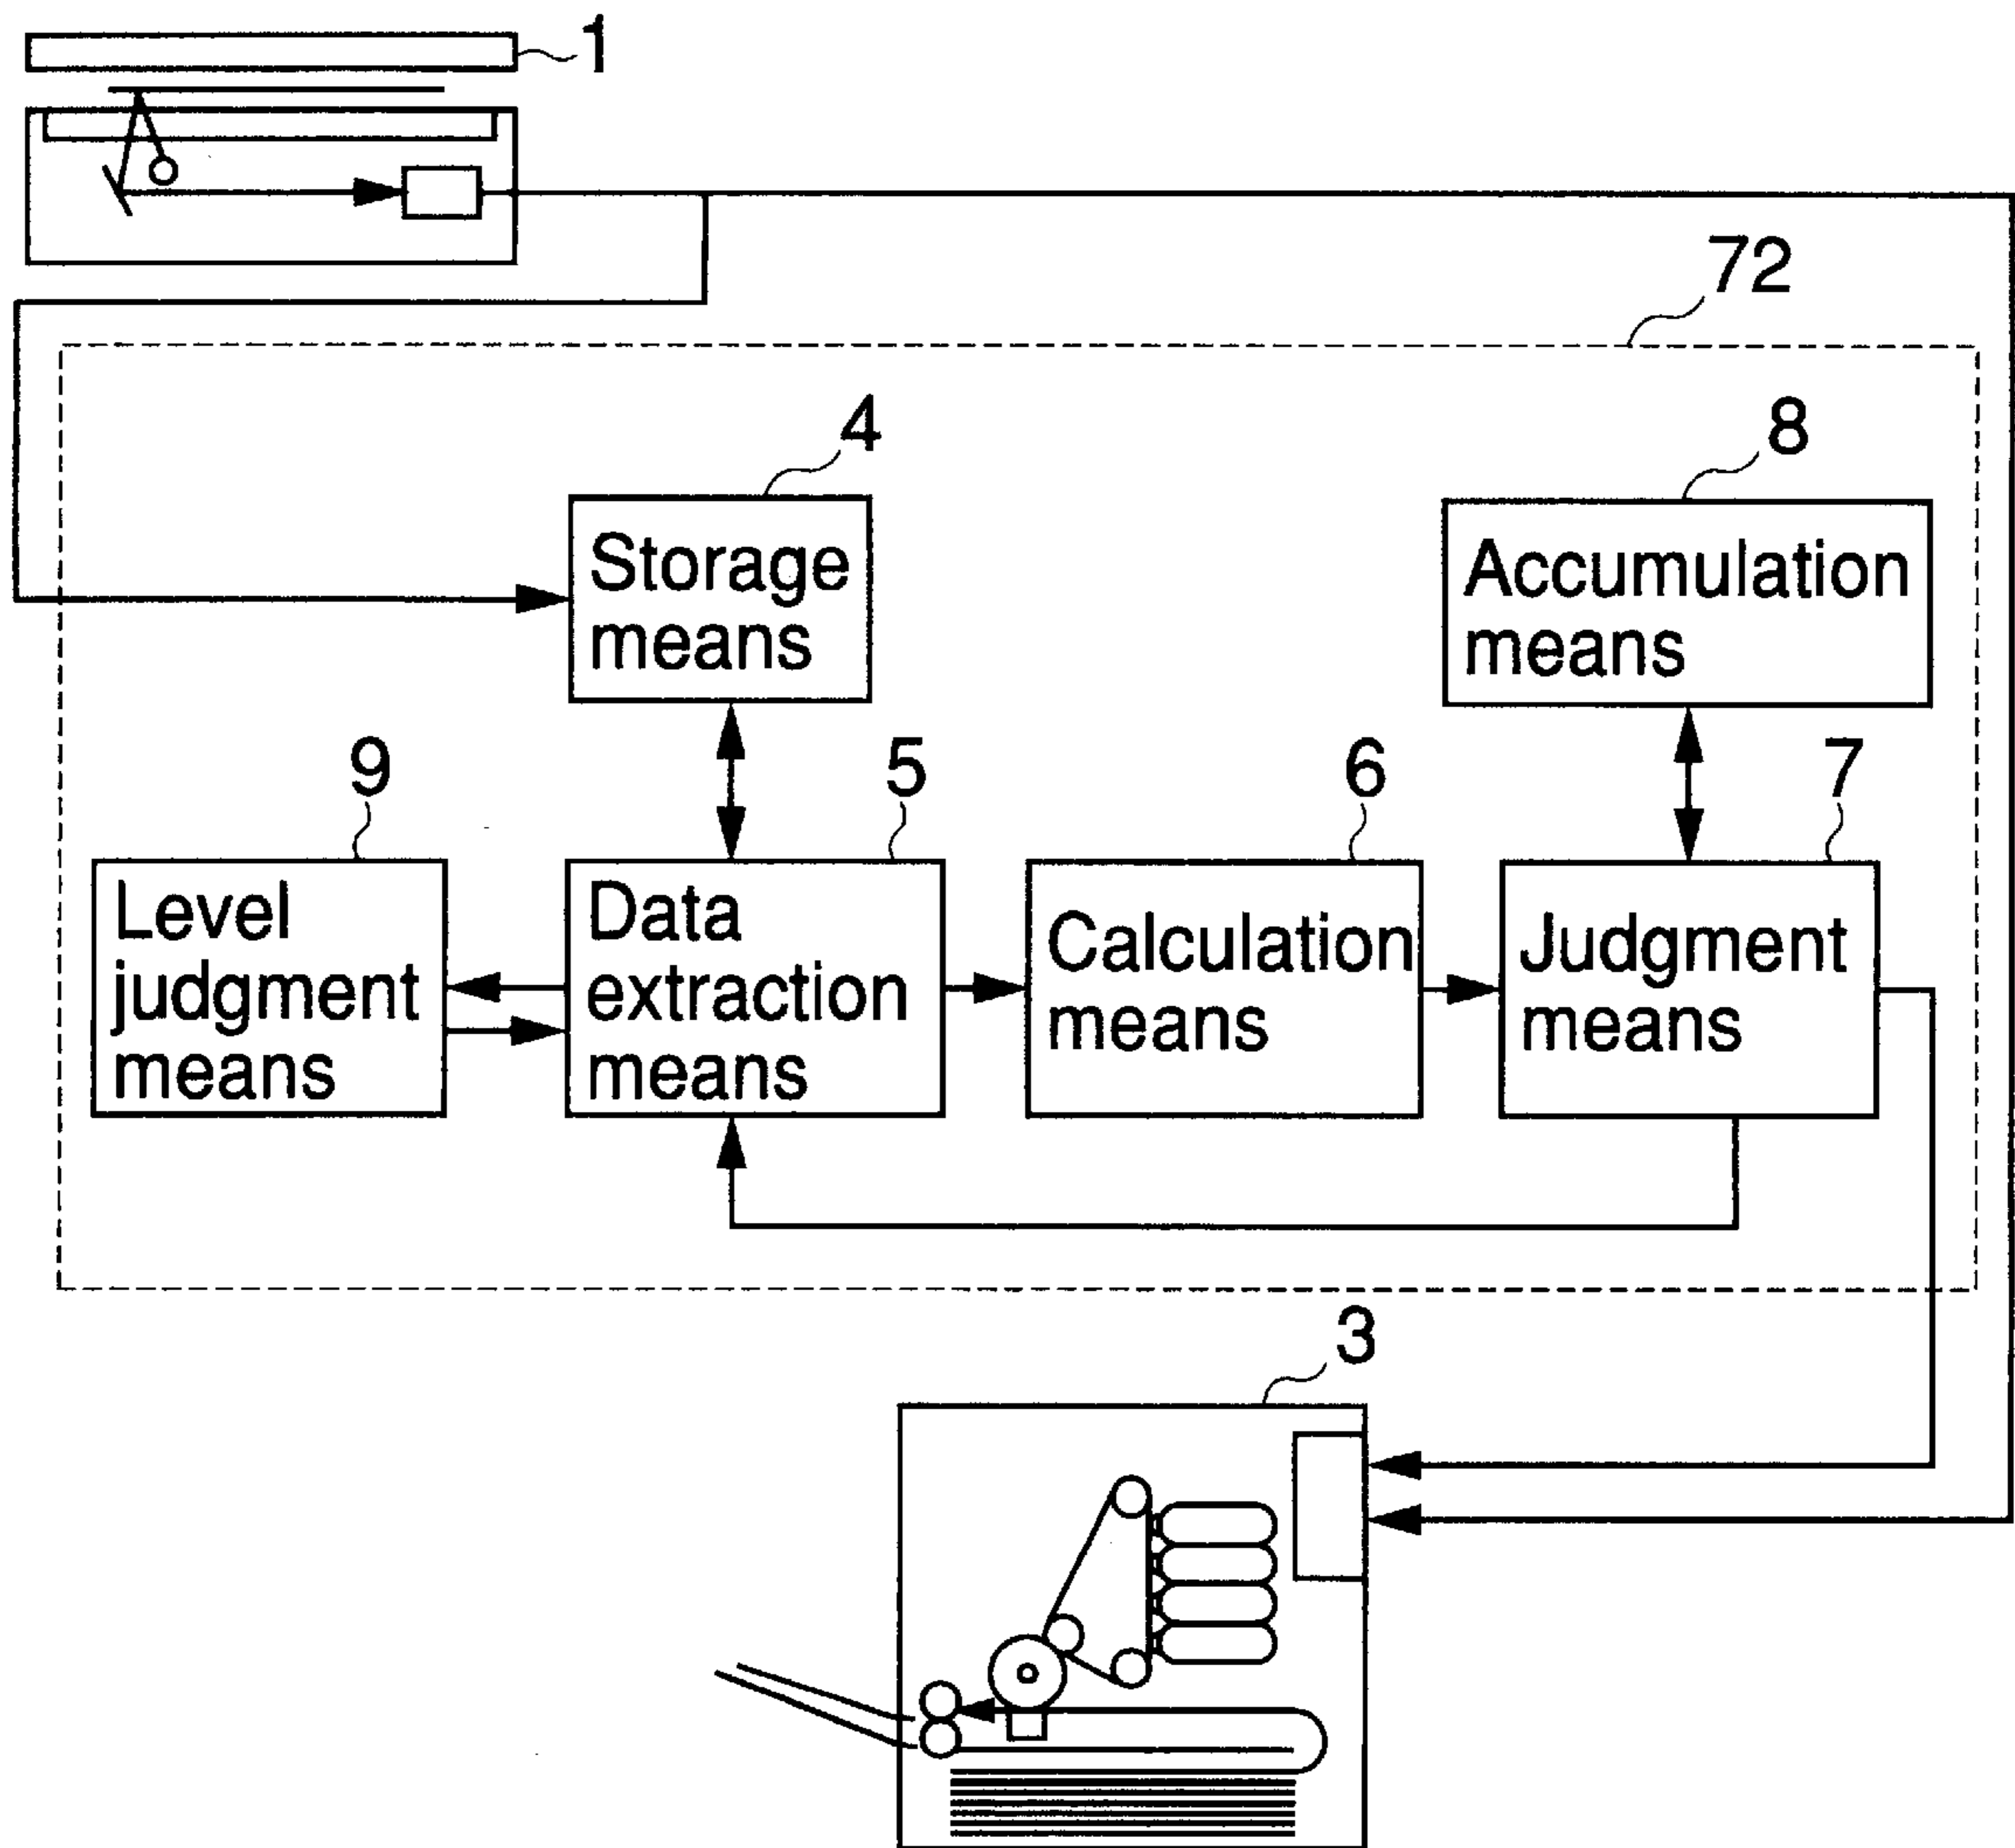 1
72
4
8
Storage
means
Accumulation
means
9
5
6
7
Level
judgment
means
Data
extraction
means
Calculation
means
Judgment
means
3